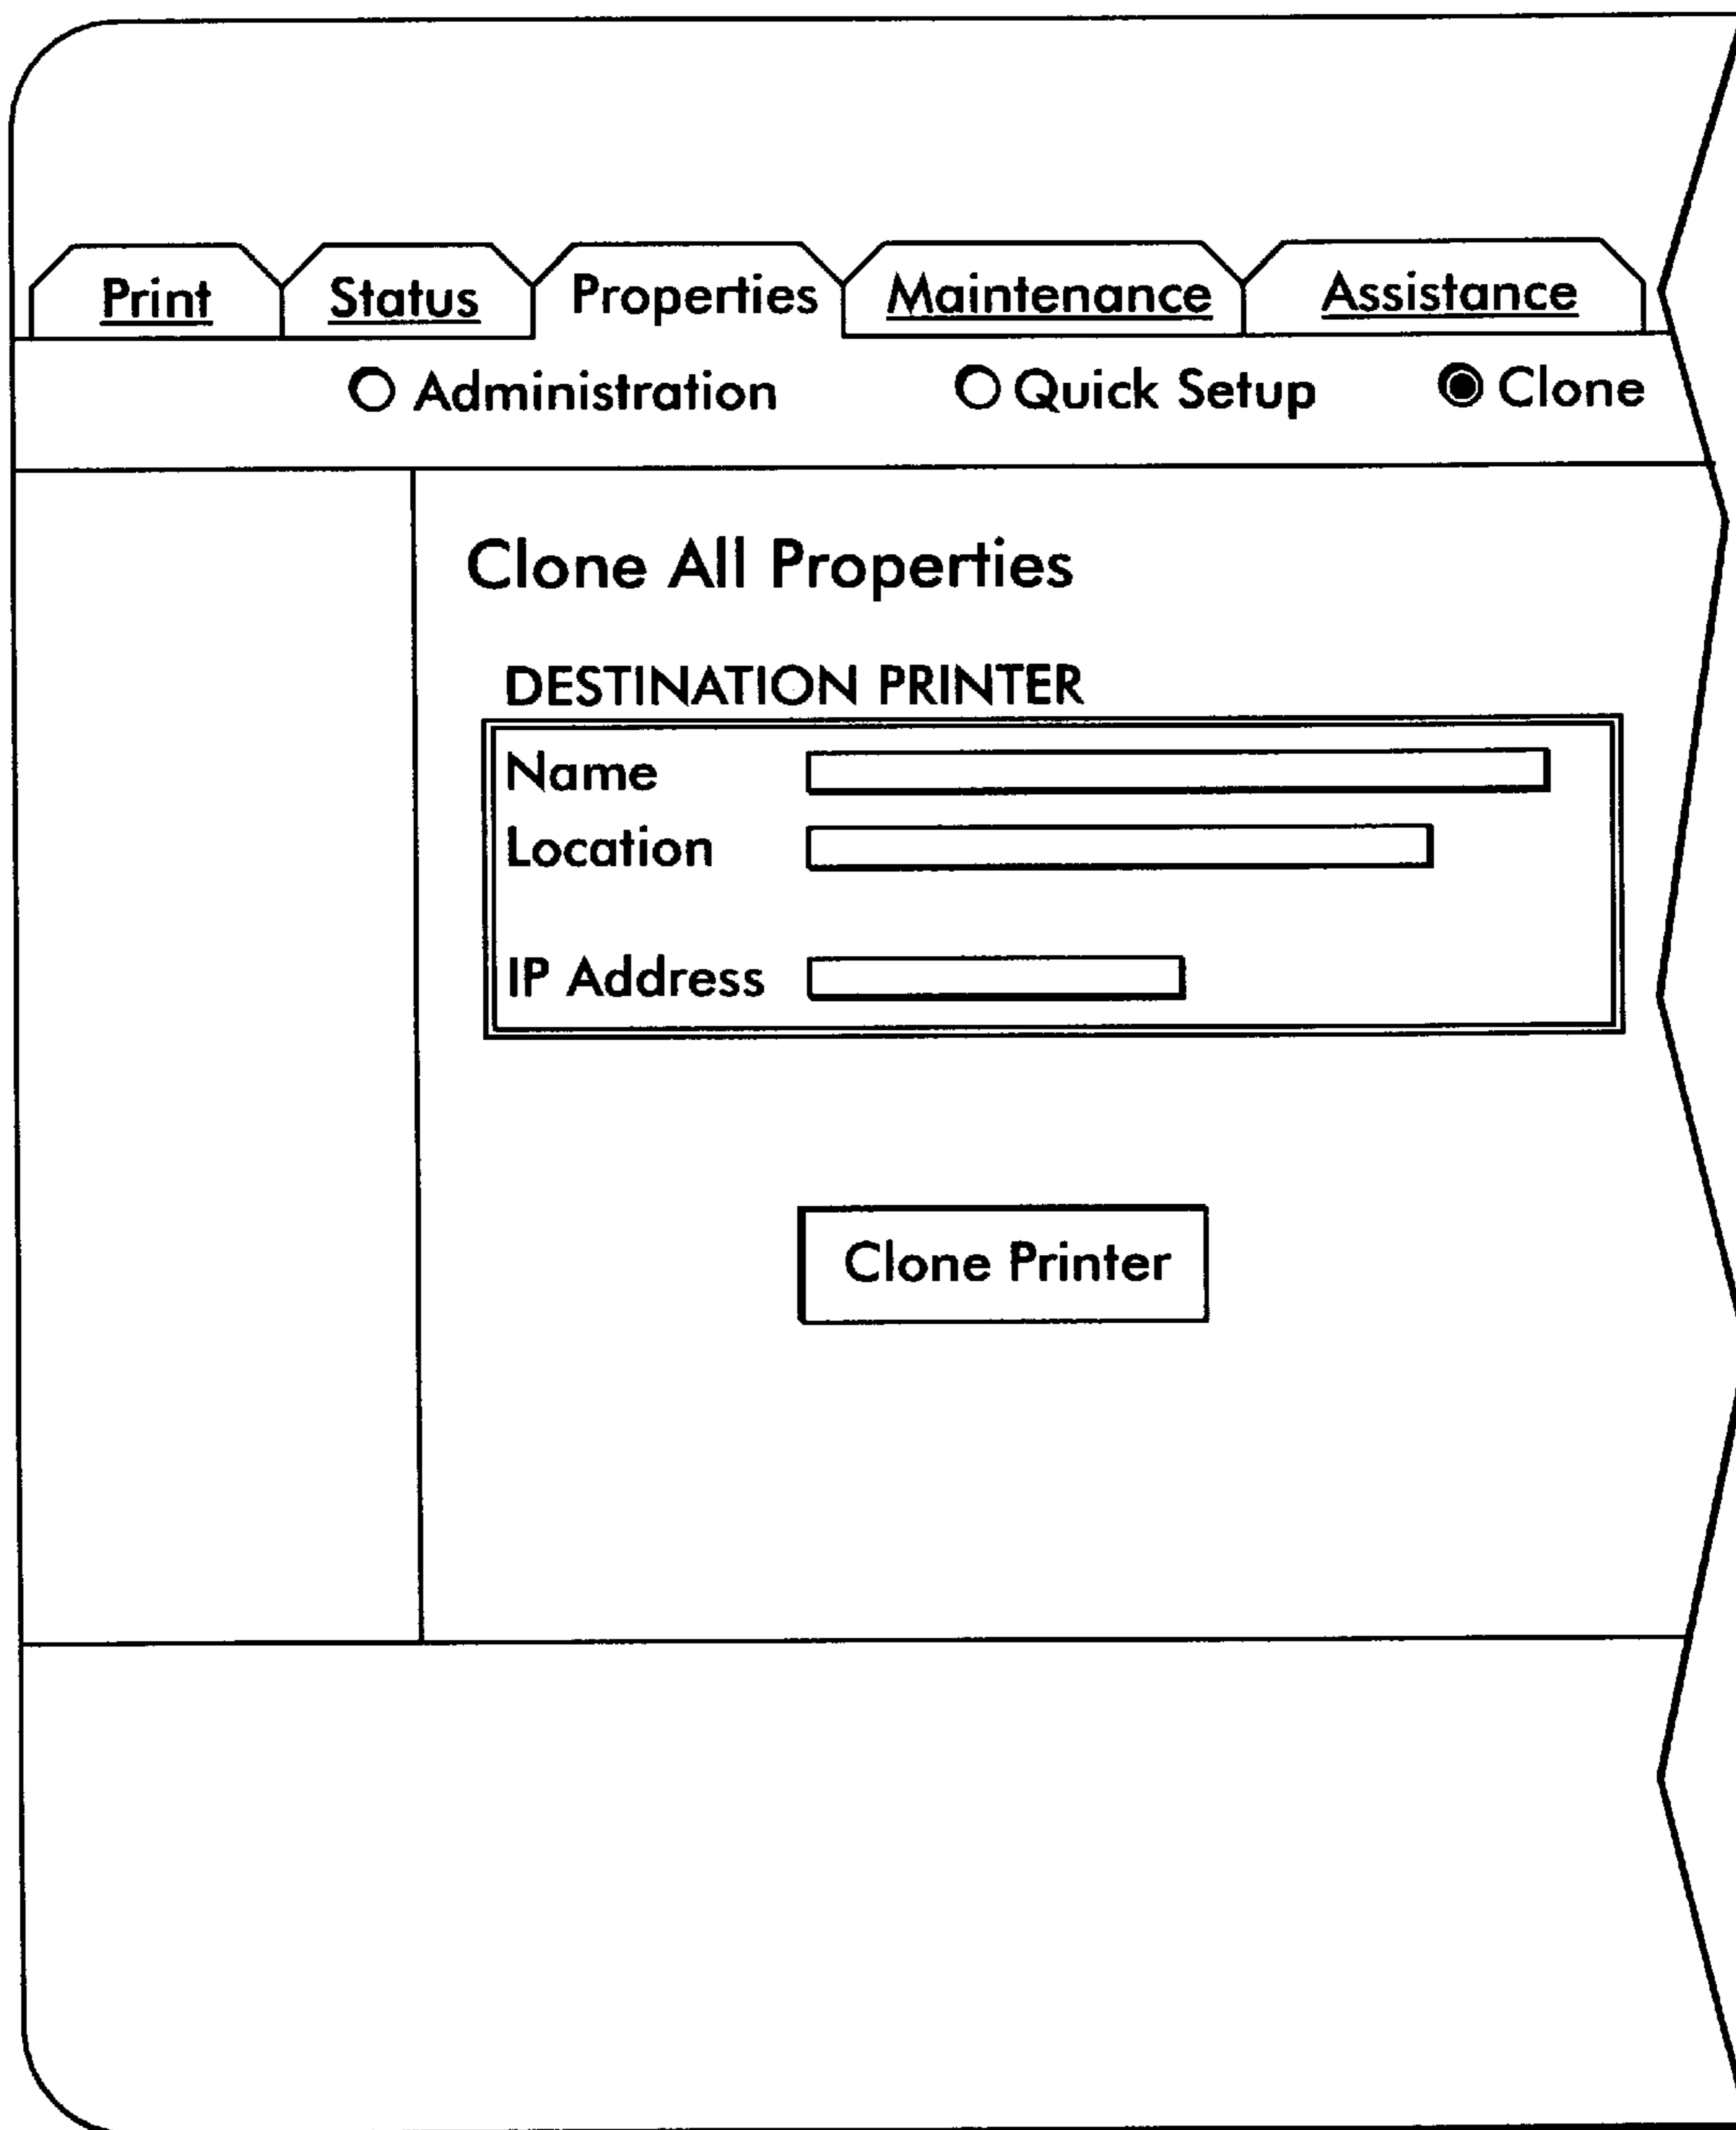 Print Status Properties Maintenance Assistance
Administration Quick Setup Clone
Clone All Properties
DESTINATION PRINTER
Name
Location
IP Address
Clone Printer